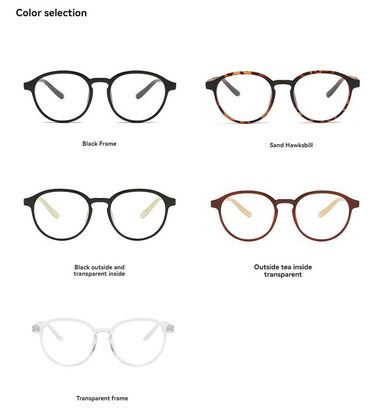 Color selection
Black Frame
Sand Hawksbill
Black outside and
transparent inside
Outside tea inside
transparent
Transparent frame